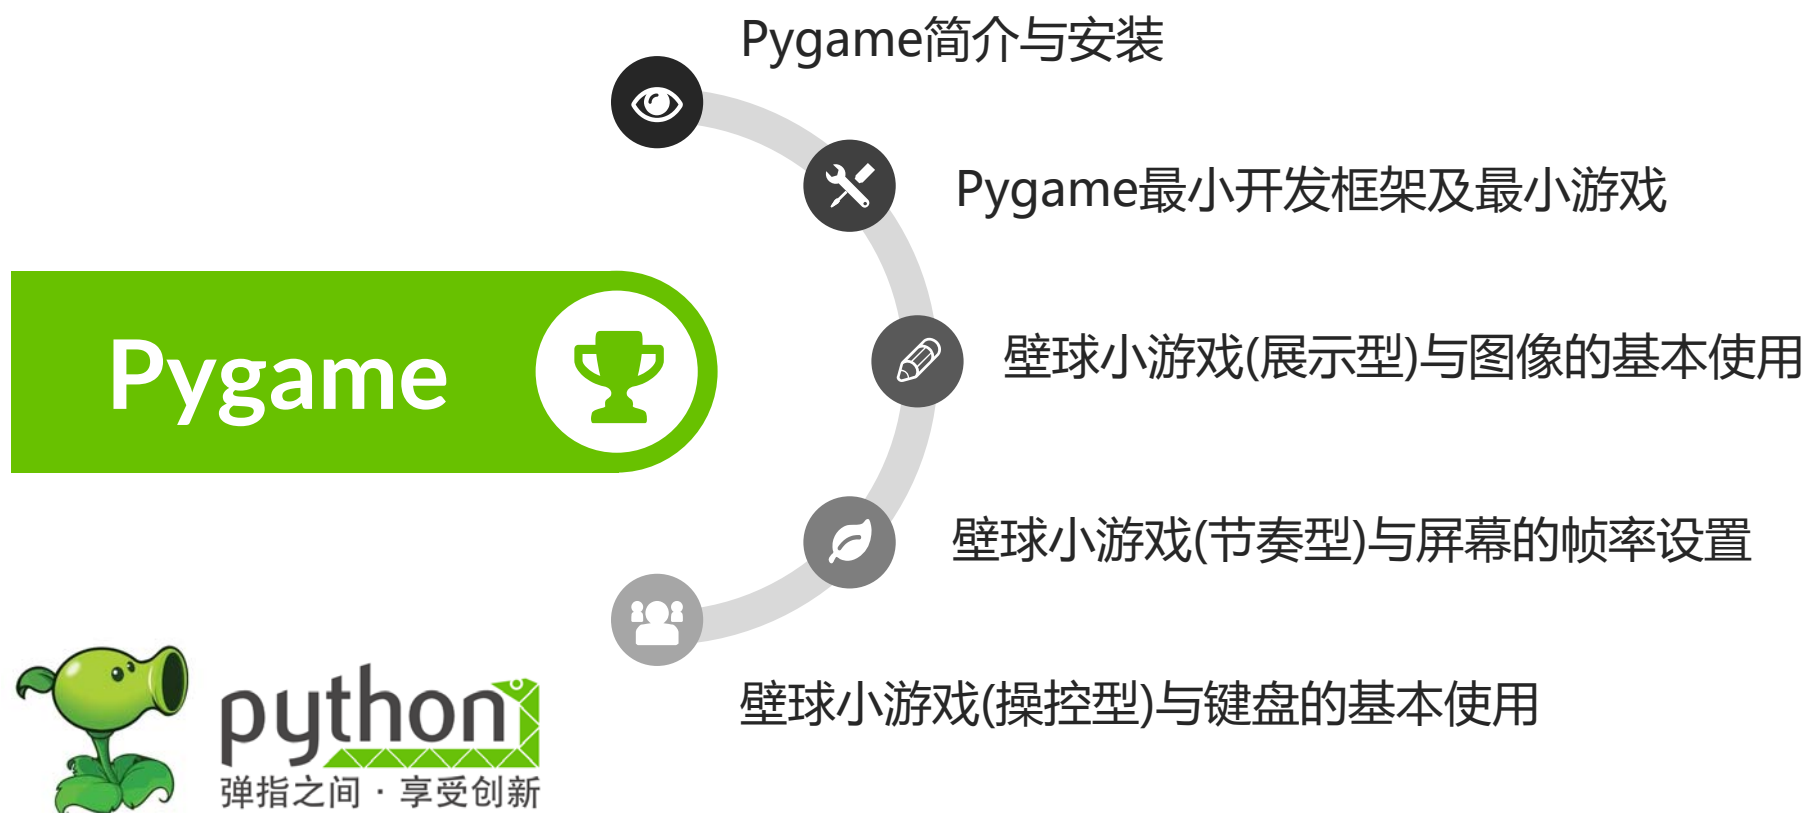 Pygame简介与安装
Pygame最小开发框架及最小游戏
Pygame
壁球小游戏(展示型)与图像的基本使用
壁球小游戏(节奏型)与屏幕的帧率设置
壁球小游戏(操控型)与键盘的基本使用
python
弹指之间·享受创新